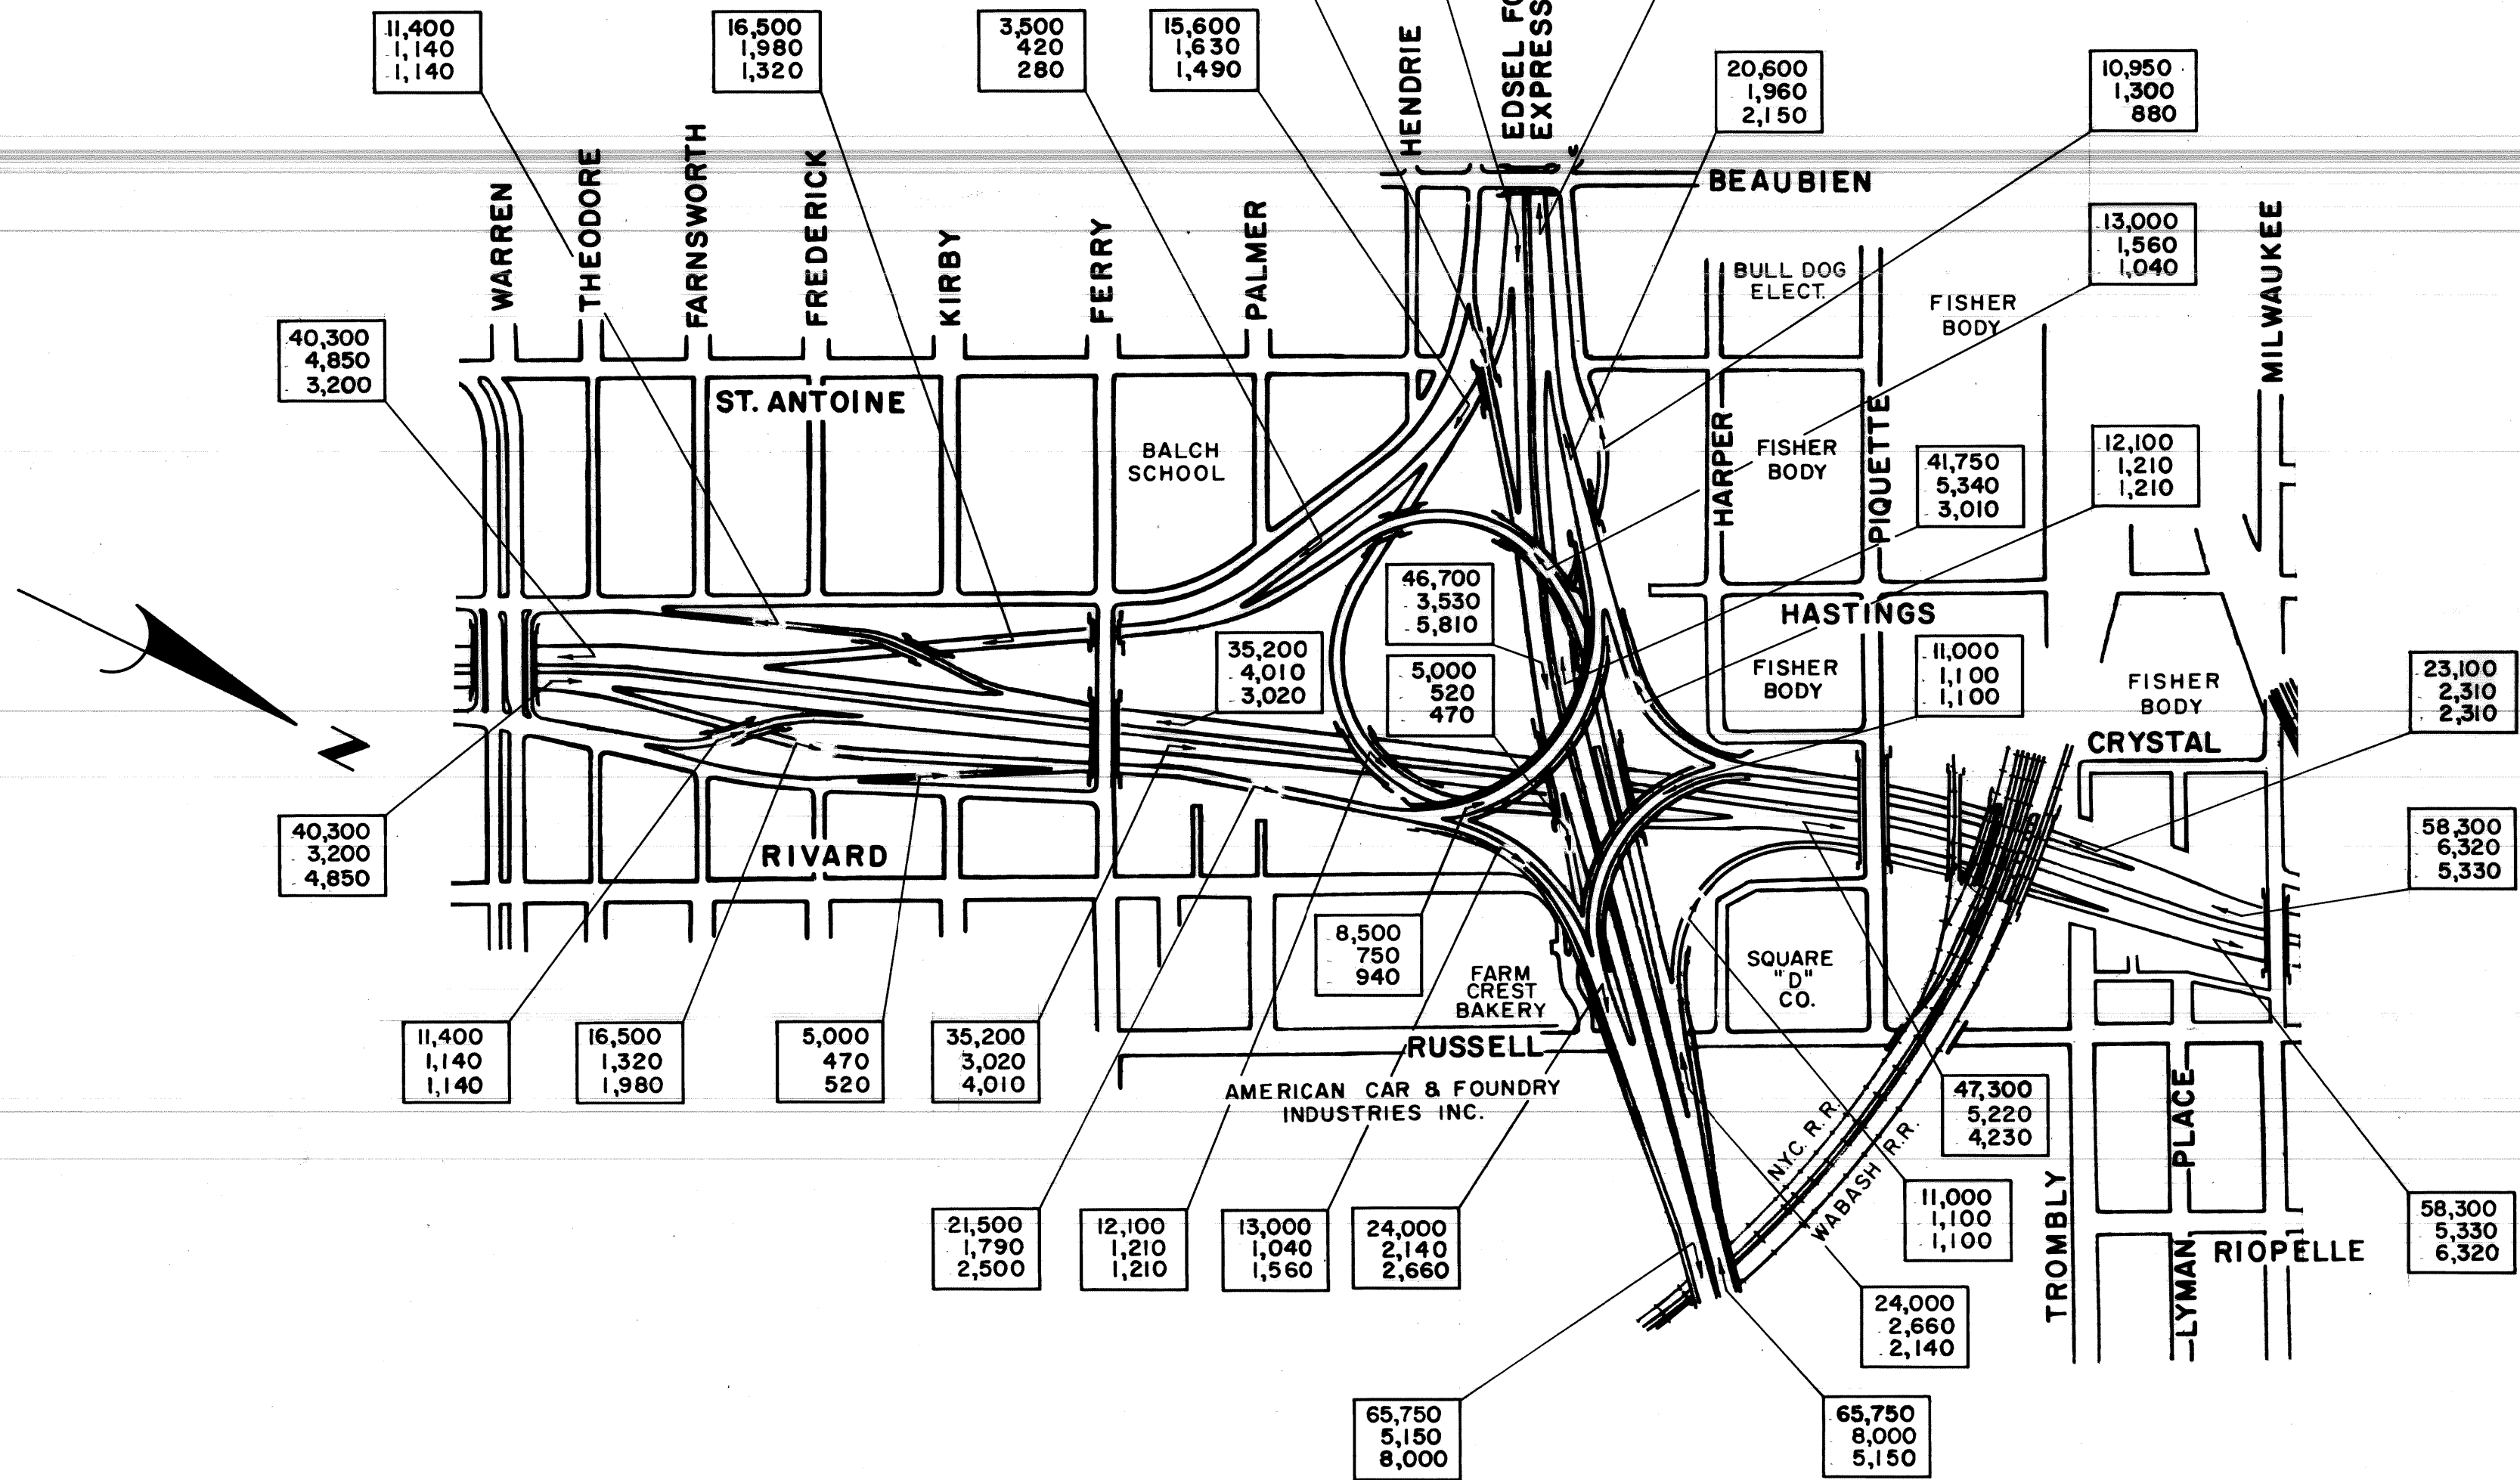 11,400
1,140
1,140
16,500
1,980
1,320
3,500
420
280
15,600
1,630
1,490
HENDRIE
EDSEL
EXPRESS
20,600
1,960
2,150
10,950
1,300
880
WARREN
THEODORE
FARNSWORTH
FREDERICK
KIRBY
FERRY
PALMER
BEAUBIEN
13,000
1,560
1,040
MILWAUKEE
BULL DOG
ELECT.
FISHER
BODY
40,300
4,850
3,200
ST. ANTOINE
BALCH
SCHOOL
HARPER
FISHER
BODY
PIQUETTE
41,750
5,340
3,010
12,100
1,210
1,210
46,700
3,530
5,810
HASTINGS
35,200
4,010
3,020
5,000
520
470
FISHER
BODY
11,000
1,100
1,100
FISHER
BODY
23,100
2,310
2,310
N
CRYSTAL
40,300
3,200
4,850
RIVARD
58,300
6,320
5,330
8,500
750
940
FARM
CREST
BAKERY
SQUARE
"D"
CO.
11,400
1,140
1,140
16,500
1,320
1,980
5,000
470
520
35,200
3,020
4,010
RUSSELL
AMERICAN CAR & FOUNDRY
INDUSTRIES INC.
N.Y.C. R.R.
WABASH R.R.
47,300
5,220
4,230
TROMBLY
PLACE
LYMAN
21,500
1,790
2,500
12,100
1,210
1,210
13,000
1,040
1,560
24,000
2,140
2,660
11,000
1,100
1,100
RIOPELLE
58,300
5,330
6,320
24,000
2,660
2,140
65,750
5,150
8,000
65,750
8,000
5,150